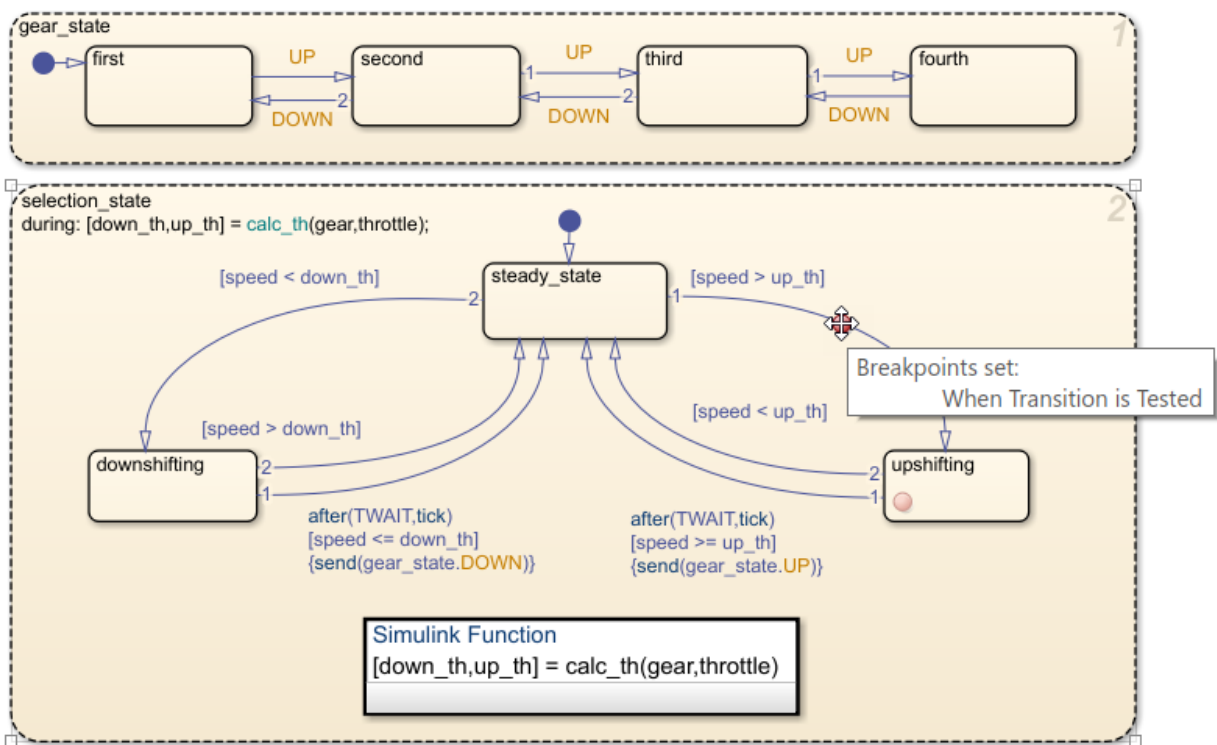 gear_state
1
first
UP
second
UP
third
UP
fourth
1
1
2
2
DOWN
DOWN
DOWN
selection_state
during: [down_th,up_th] = calc_th(gear,throttle);
2
[speed < down_th]
steady_state
[speed > up_th]
2
1
Breakpoints set:
When Transition is Tested
[speed > down_th]
[speed < up_th]
downshifting
2
1
upshifting
2
1
after(TWAIT,tick)
[speed <= down_th]
{send(gear_state.DOWN)}
after(TWAIT,tick)
[speed >= up_th]
{send(gear_state.UP)}
Simulink Function
[down_th,up_th] = calc_th(gear,throttle)